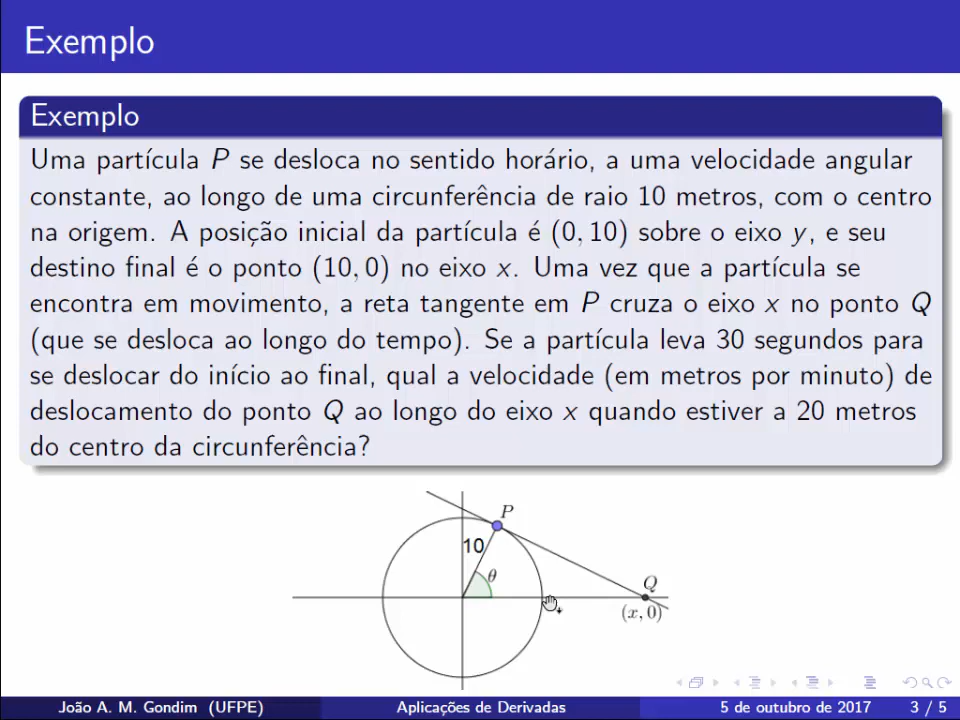 Exemplo
Exemplo
Uma partícula P se desloca no sentido horário, a uma velocidade angular
constante, ao longo de uma circunferência de raio 10 metros, com o centro
na origem. A posição inicial da partícula é (0, 10) sobre o eixo y, e seu
destino final é o ponto (10, 0) no eixo x. Uma vez que a partícula se
encontra em movimento, a reta tangente em P cruza o eixo x no ponto Q
(que se desloca ao longo do tempo). Se a partícula leva 30 segundos para
se deslocar do início ao final, qual a velocidade (em metros por minuto) de
deslocamento do ponto Q ao longo do eixo x quando estiver a 20 metros
do centro da circunferência?
P
10
θ
Q
(x, 0)
João A. M. Gondim (UFPE) Aplicações de Derivadas 5 de outubro de 2017 3 / 5